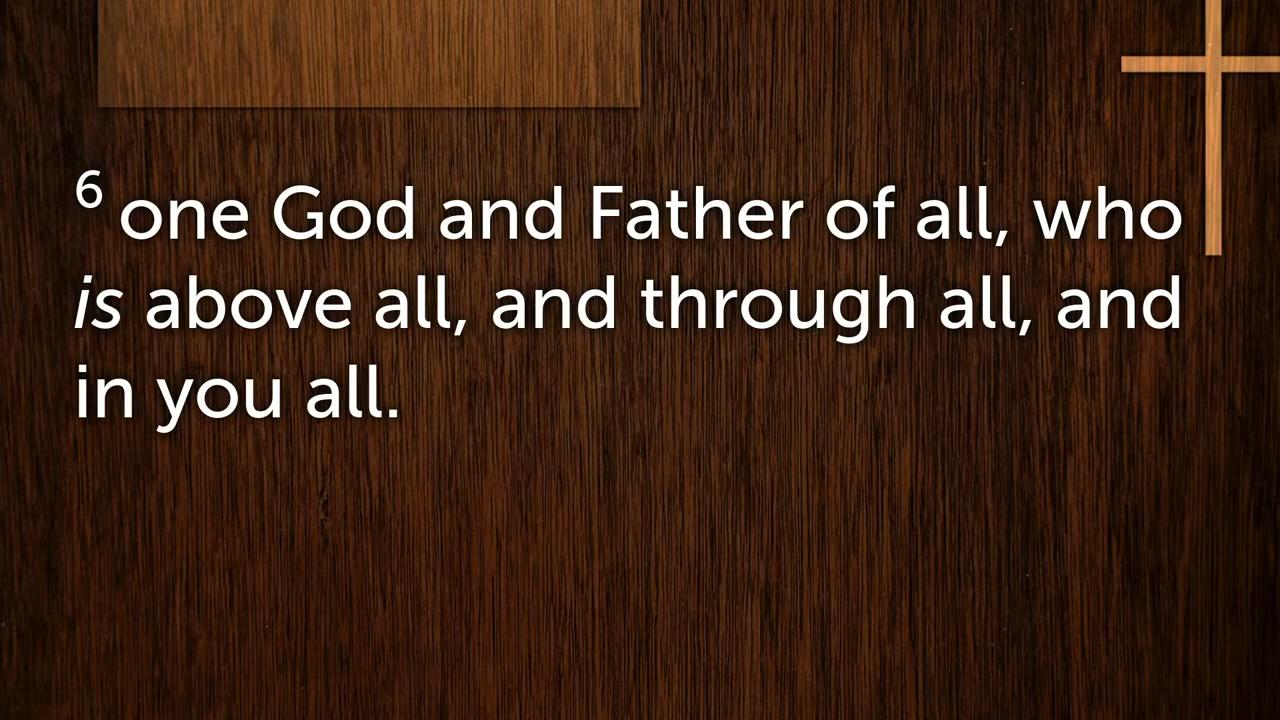 6 one God and Father of all, who
is above all, and through all, and
in you all.